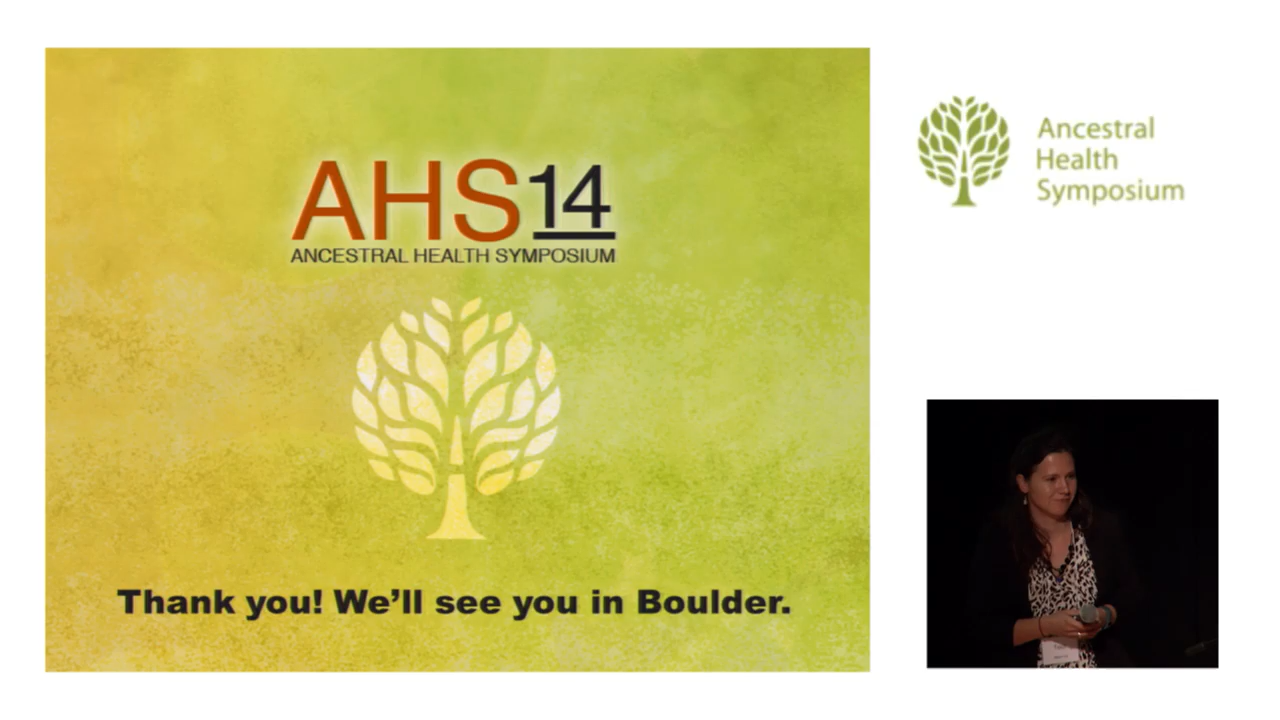 AHS14
ANCESTRAL HEALTH SYMPOSIUM
Thank you! We'll see you in Boulder.
Ancestral
Health
Symposium